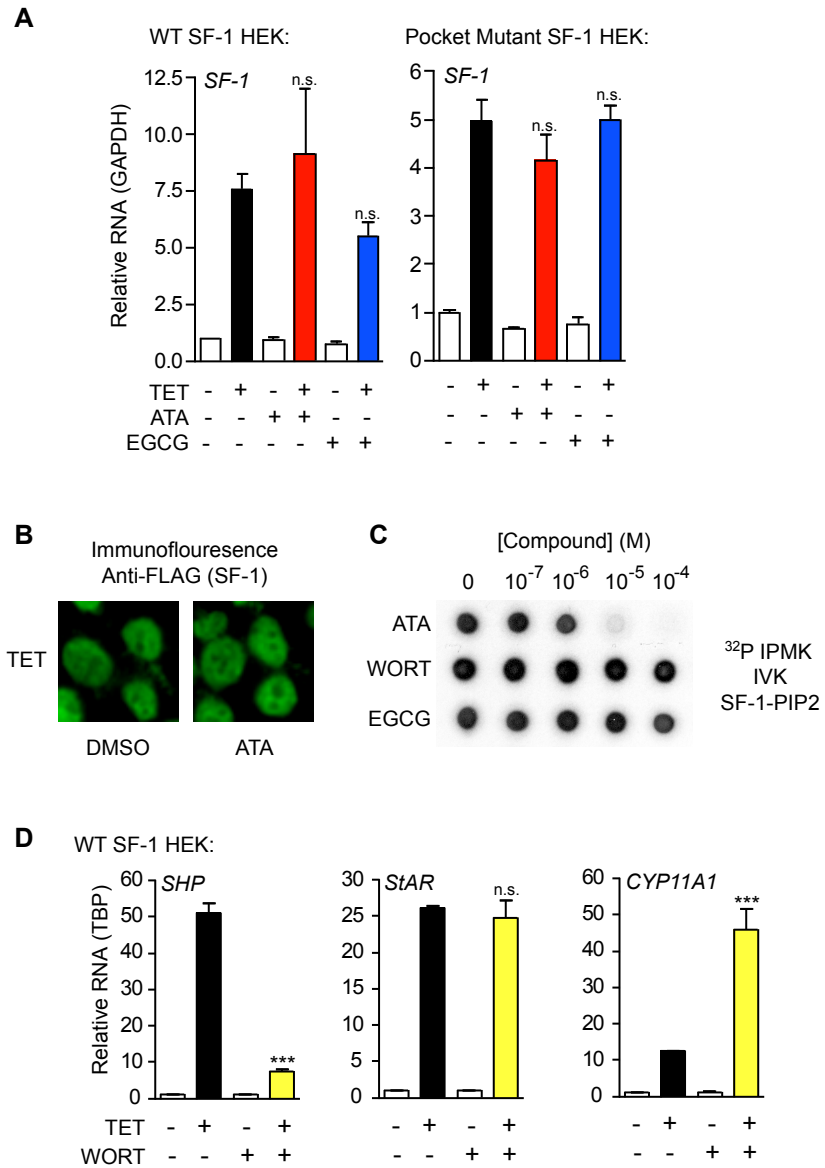 A
WT SF-1 HEK:
Pocket Mutant SF-1 HEK:
Relative RNA (GAPDH)
12.5
10.0
7.5
5.0
2.5
0.0
SF-1
n.s.
n.s.
6
5
4
3
2
1
0
SF-1
n.s.
n.s.
TET - + - + - + - + - + - +
ATA - - + + - - - - + + - -
EGCG - - - - + + - - - - + +
B
Immunoflouresence
Anti-FLAG (SF-1)
TET
DMSO
ATA
C
[Compound] (M)
0 10-7 10-6 10-5 10-4
ATA
WORT
EGCG
32P IPMK
IVK
SF-1-PIP2
D
WT SF-1 HEK:
Relative RNA (TBP)
60
50
40
30
20
10
0
SHP
***
30
25
20
15
10
5
0
StAR
n.s.
60
50
40
30
20
10
0
CYP11A1
***
TET - + - + - + - + - + - +
WORT - - + + - - + + - - + +